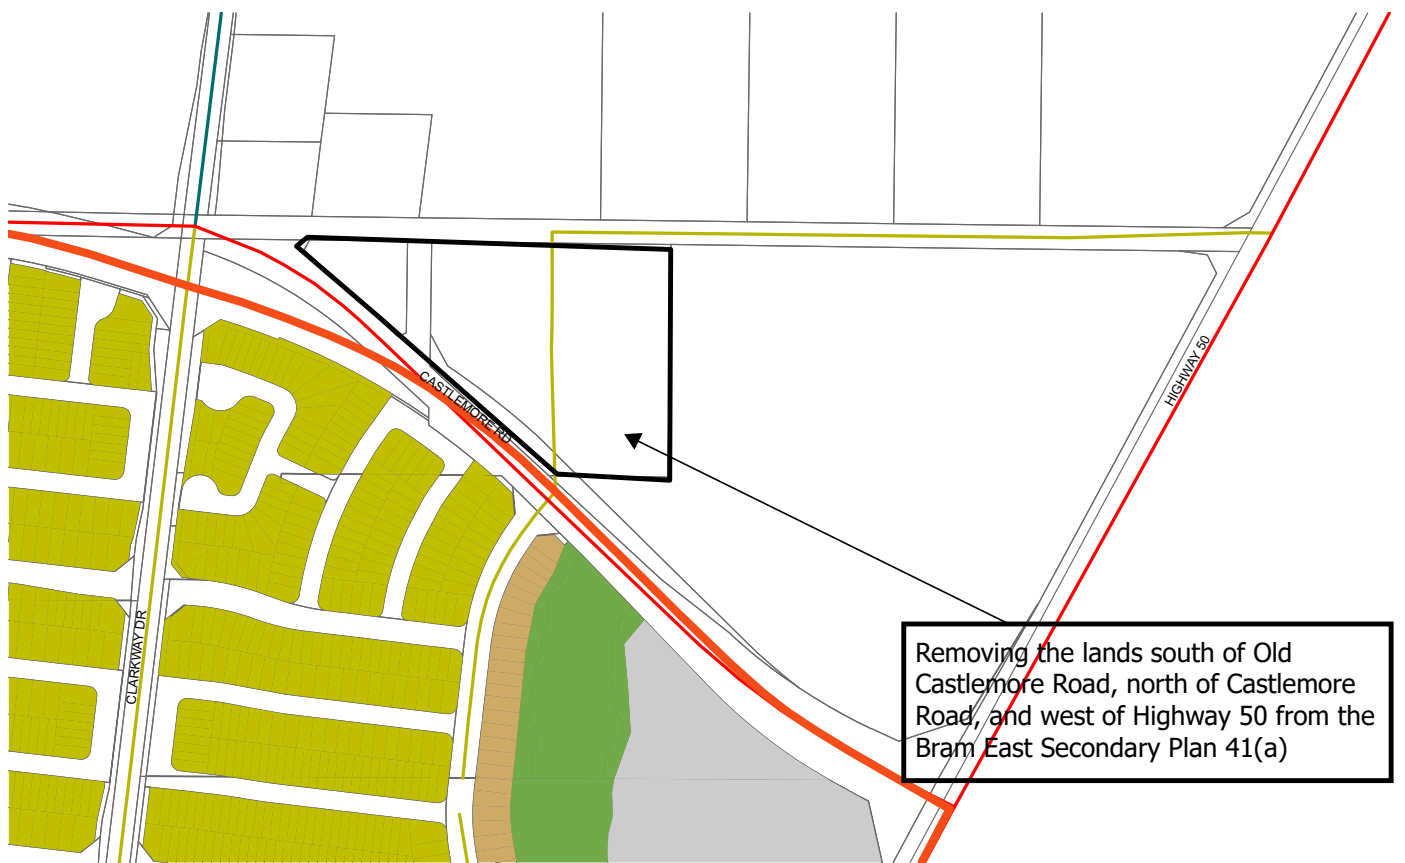 HIGHWAY 50
CASTLEMORE RD
CLARKWAY DR
Removing the lands south of Old
Castlemore Road, north of Castlemore
Road, and west of Highway 50 from the
Bram East Secondary Plan 41(a)